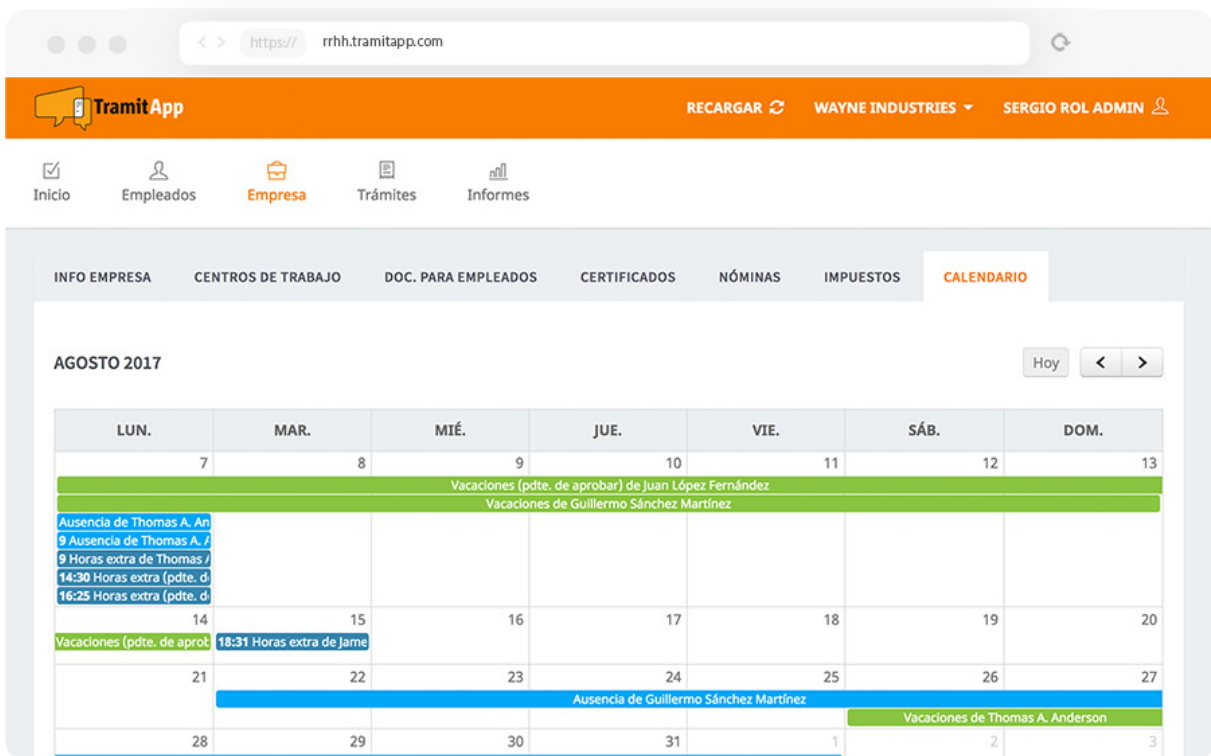 https:// rrhh.tramitapp.com
TramitApp
RECARGAR WAYNE INDUSTRIES SERGIO ROL ADMIN
Inicio Empleados Empresa Trámites Informes
INFO EMPRESA CENTROS DE TRABAJO DOC. PARA EMPLEADOS CERTIFICADOS NÓMINAS IMPUESTOS CALENDARIO
AGOSTO 2017 Hoy
LUN. MAR. MIÉ. JUE. VIE. SÁB. DOM.
7 8 9 10 11 12 13
Vacaciones (pdte. de aprobar) de Juan López Fernández
Vacaciones de Guillermo Sánchez Martínez
Ausencia de Thomas A. An
9 Ausencia de Thomas A.
9 Horas extra de Thomas
14:30 Horas extra (pdte. d
16:25 Horas extra (pdte. d
14 15 16 17 18 19 20
Vacaciones (pdte. de aprob 18:31 Horas extra de Jame
21 22 23 24 25 26 27
Ausencia de Guillermo Sánchez Martínez
Vacaciones de Thomas A. Anderson
28 29 30 31 1 2 3